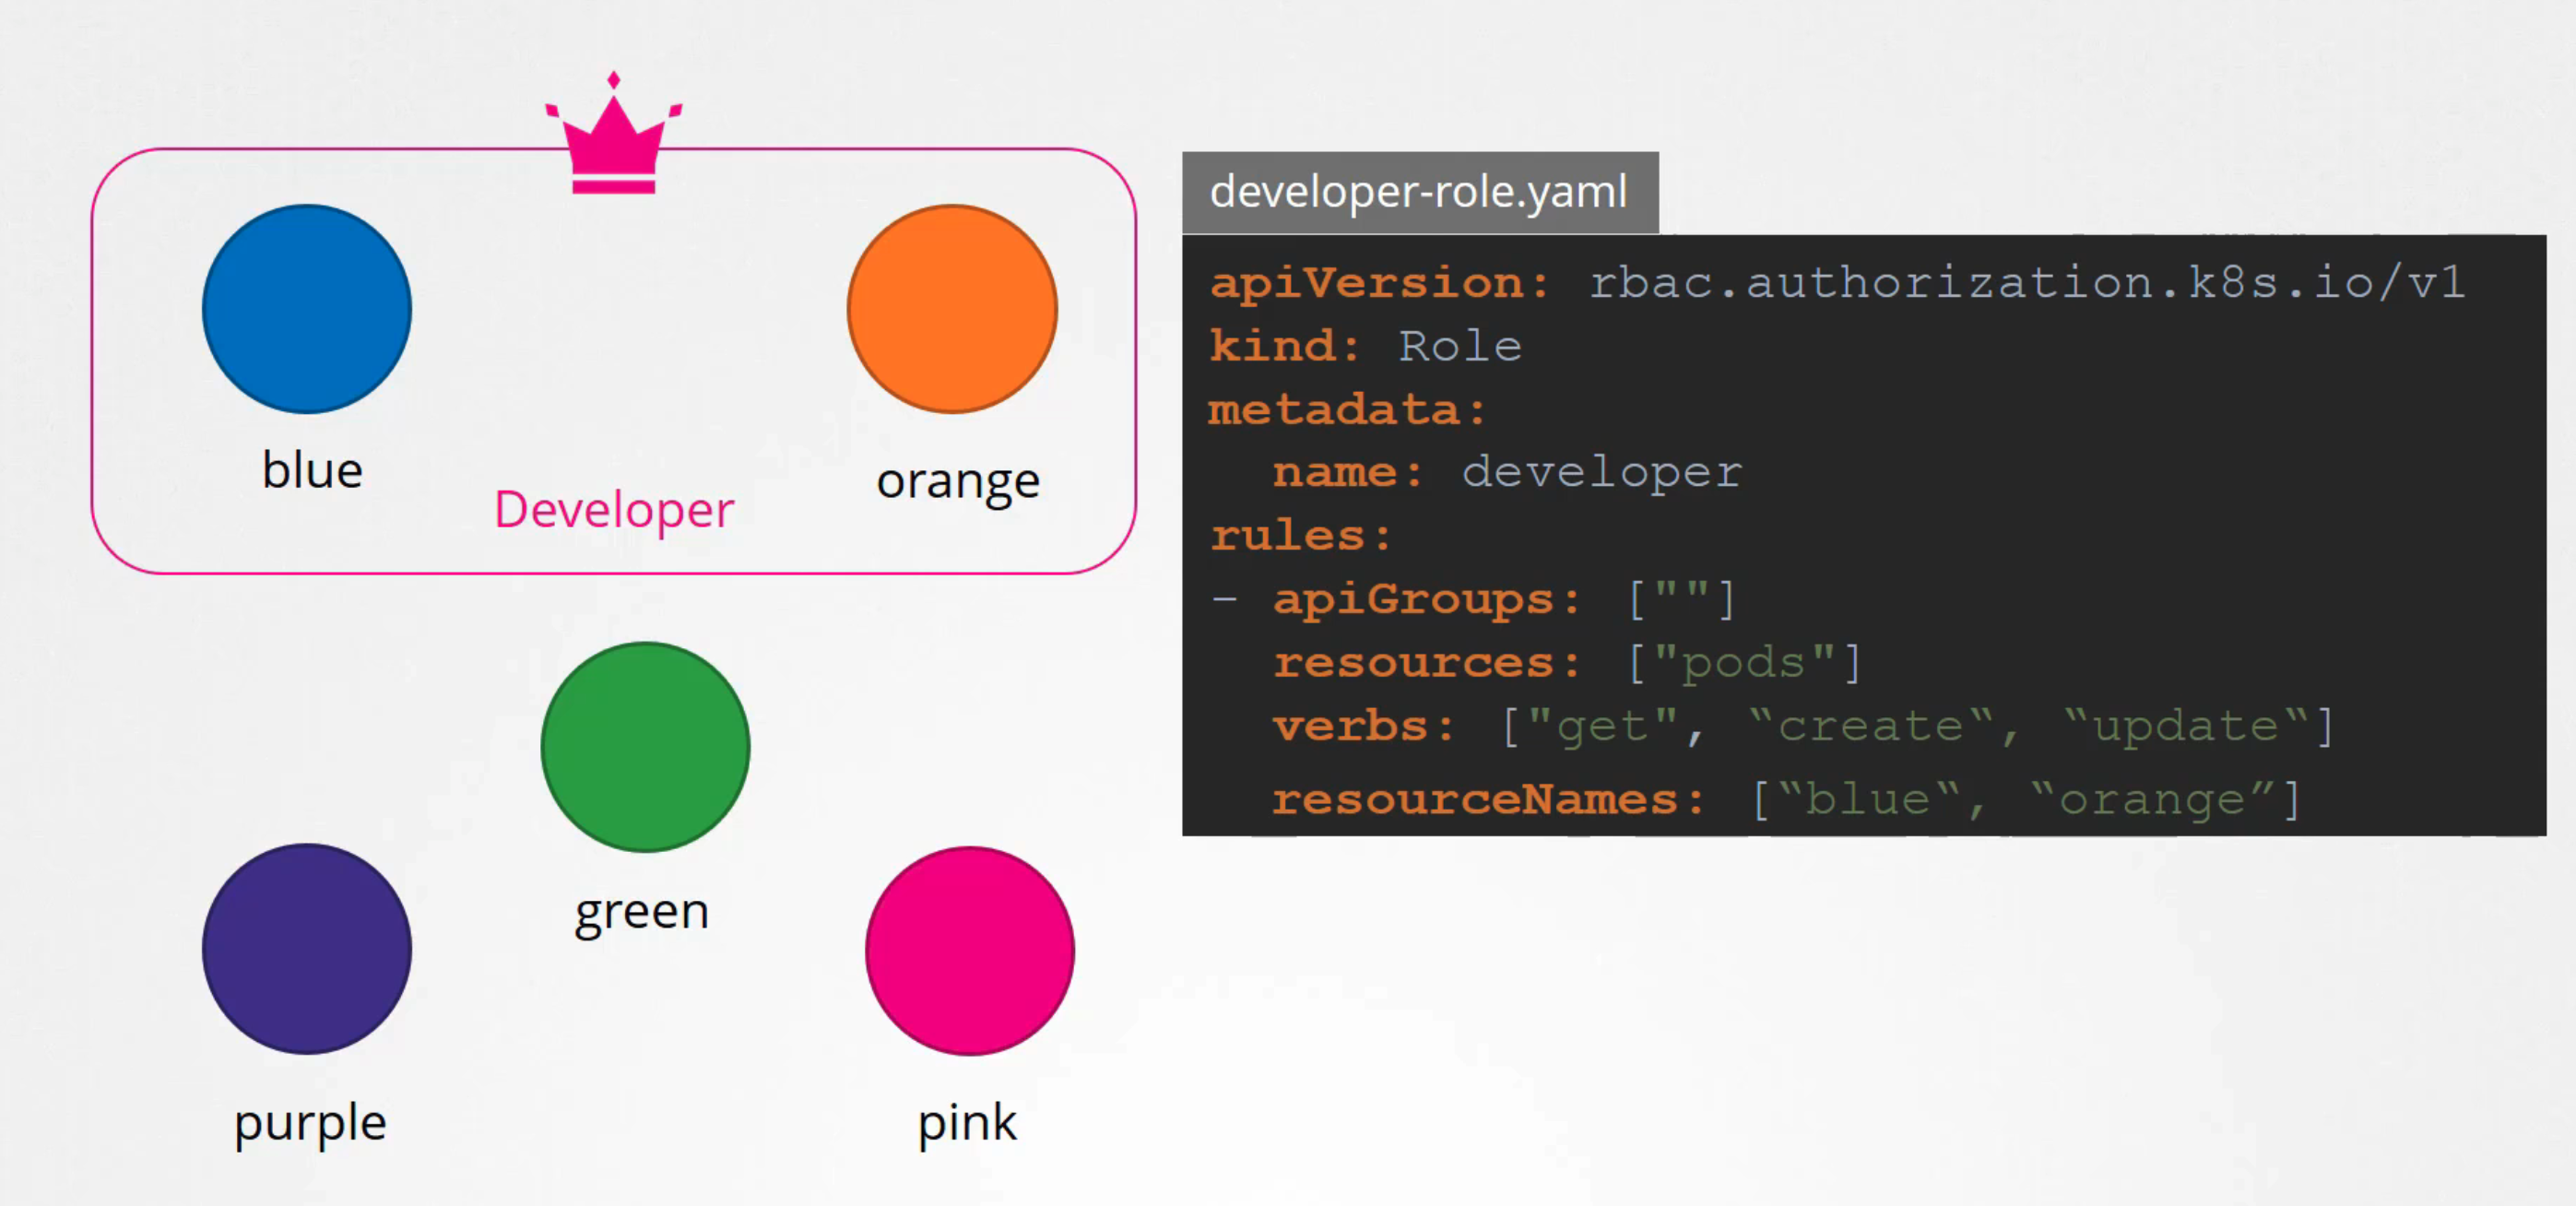 blue
orange
Developer
green
purple
pink
developer-role.yaml
apiVersion: rbac.authorization.k8s.io/v1
kind: Role
metadata:
  name: developer
rules:
- apiGroups: [""]
  resources: ["pods"]
  verbs: ["get", “create“, “update“]
  resourceNames: [“blue“, “orange”]